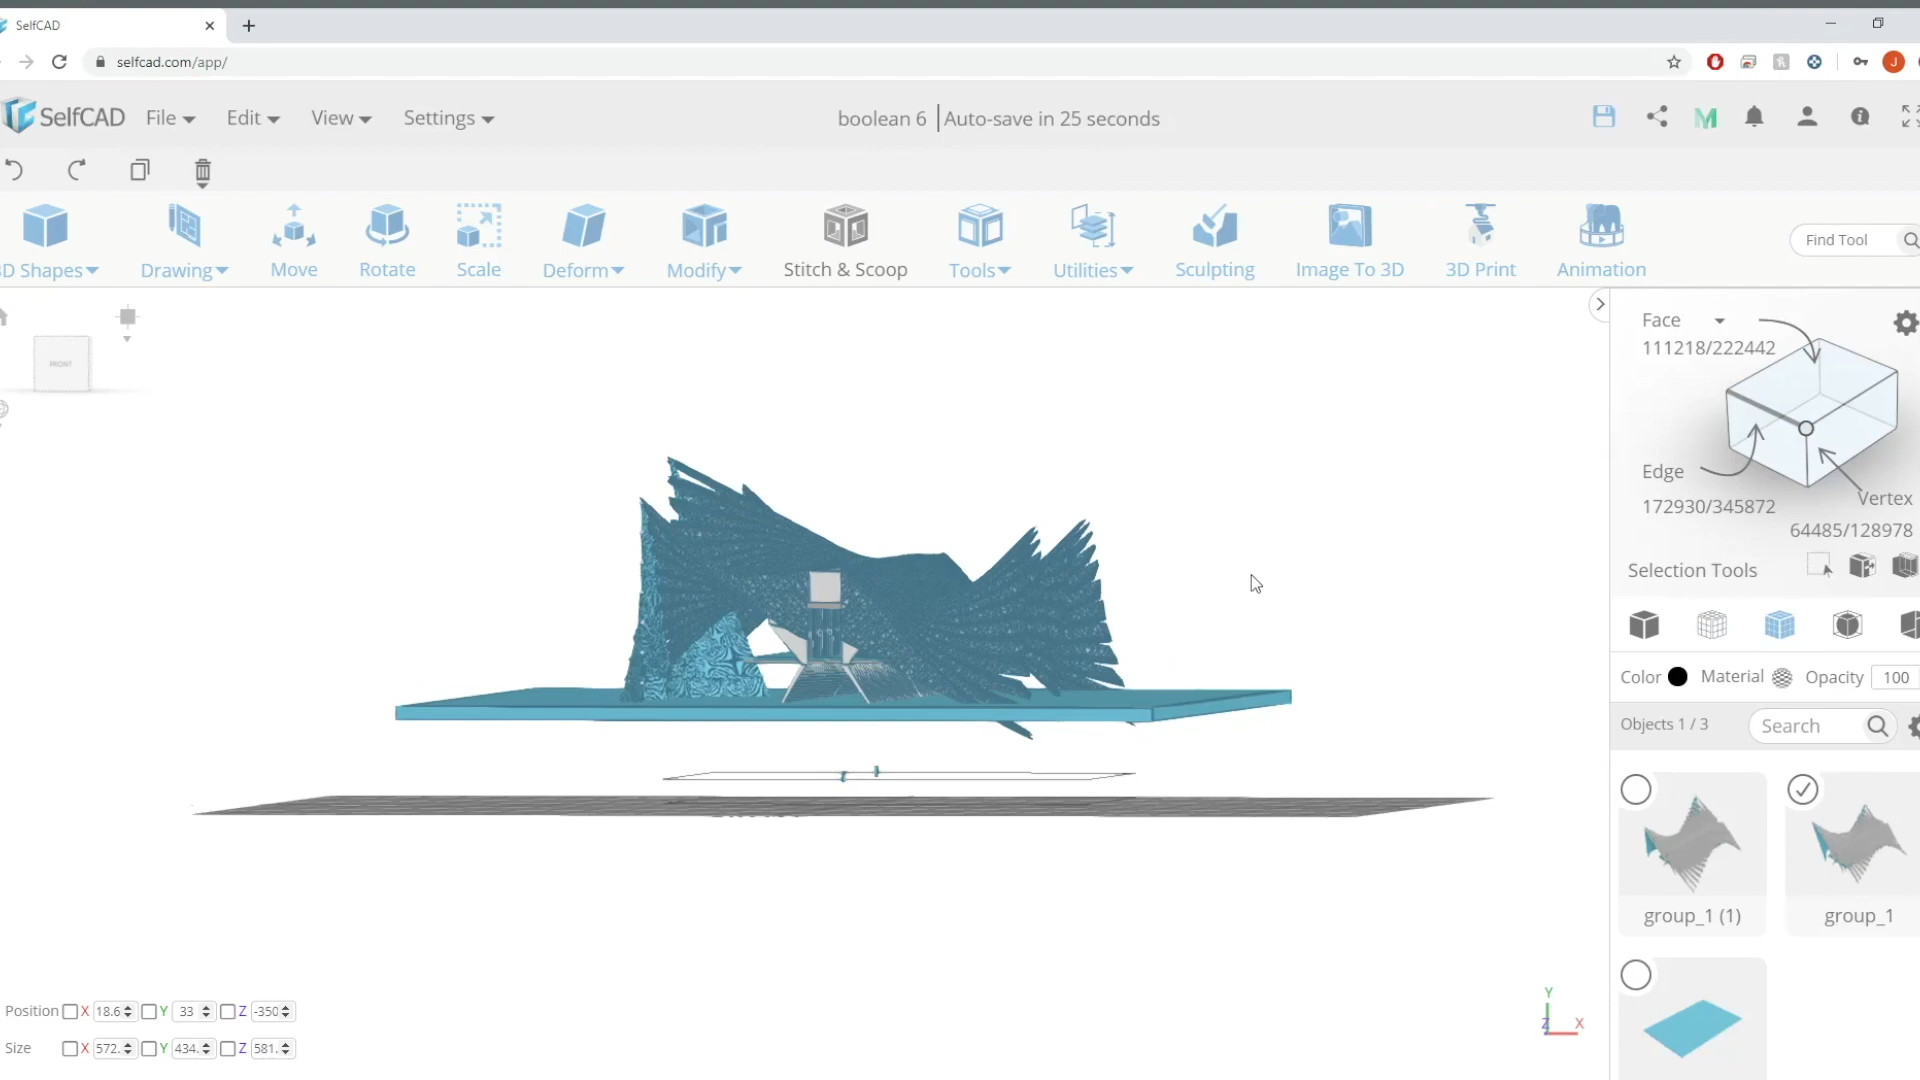 SelfCAD
selfcad.com/app/
J
SelfCAD File Edit View Settings boolean 6 Auto-save in 25 seconds
D Shapes Drawing Move Rotate Scale Deform Modify Stitch & Scoop Tools Utilities Sculpting Image To 3D 3D Print Animation
Find Tool
FRONT
Face
111218/222442
Edge
172930/345872
Vertex
64485/128978
Selection Tools
Color Material Opacity 100
Objects 1 / 3 Search
group_1 (1) group_1
Position X 18.6 Y 33 Z -350
Size X 572. Y 434. Z 581.
Y
Z X